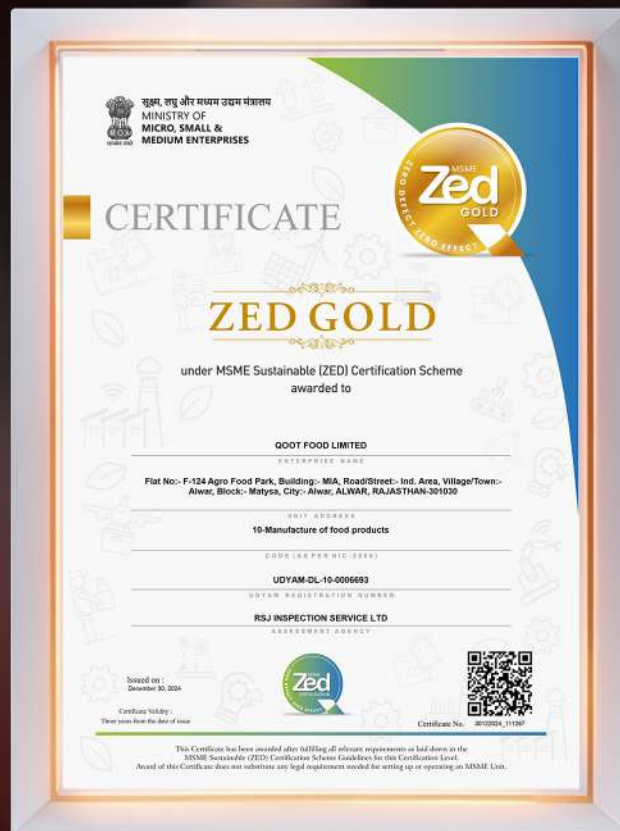 सूक्ष्म, लघु और मध्यम उद्यम मंत्रालय
MINISTRY OF
MICRO, SMALL &
MEDIUM ENTERPRISES
CERTIFICATE
MSME
Zed
GOLD
ZERO DEFECT ZERO EFFECT
ZED GOLD
under MSME Sustainable (ZED) Certification Scheme
awarded to
QOOT FOOD LIMITED
ENTERPRISE NAME
Flat No:- F-124 Agro Food Park, Building:- MIA, Road/Street:- Ind. Area, Village/Town:-
Alwar, Block:- Matysa, City:- Alwar, ALWAR, RAJASTHAN-301030
UNIT ADDRESS
10-Manufacture of food products
CODE (AS PER NIC-2008)
UDYAM-DL-10-0006693
UDYAM REGISTRATION NUMBER
RSJ INSPECTION SERVICE LTD
ASSESSMENT AGENCY
Issued on :
December 30, 2024
Certificate Validity :
Three years from the date of issue
Zed
Certificate No.
This Certificate has been awarded after fulfilling all relevant requirements as laid down in the
MSME Sustainable (ZED) Certification Scheme Guidelines for this Certification Level.
Award of this Certificate does not substitute any legal requirement needed for setting up or operating an MSME Unit.